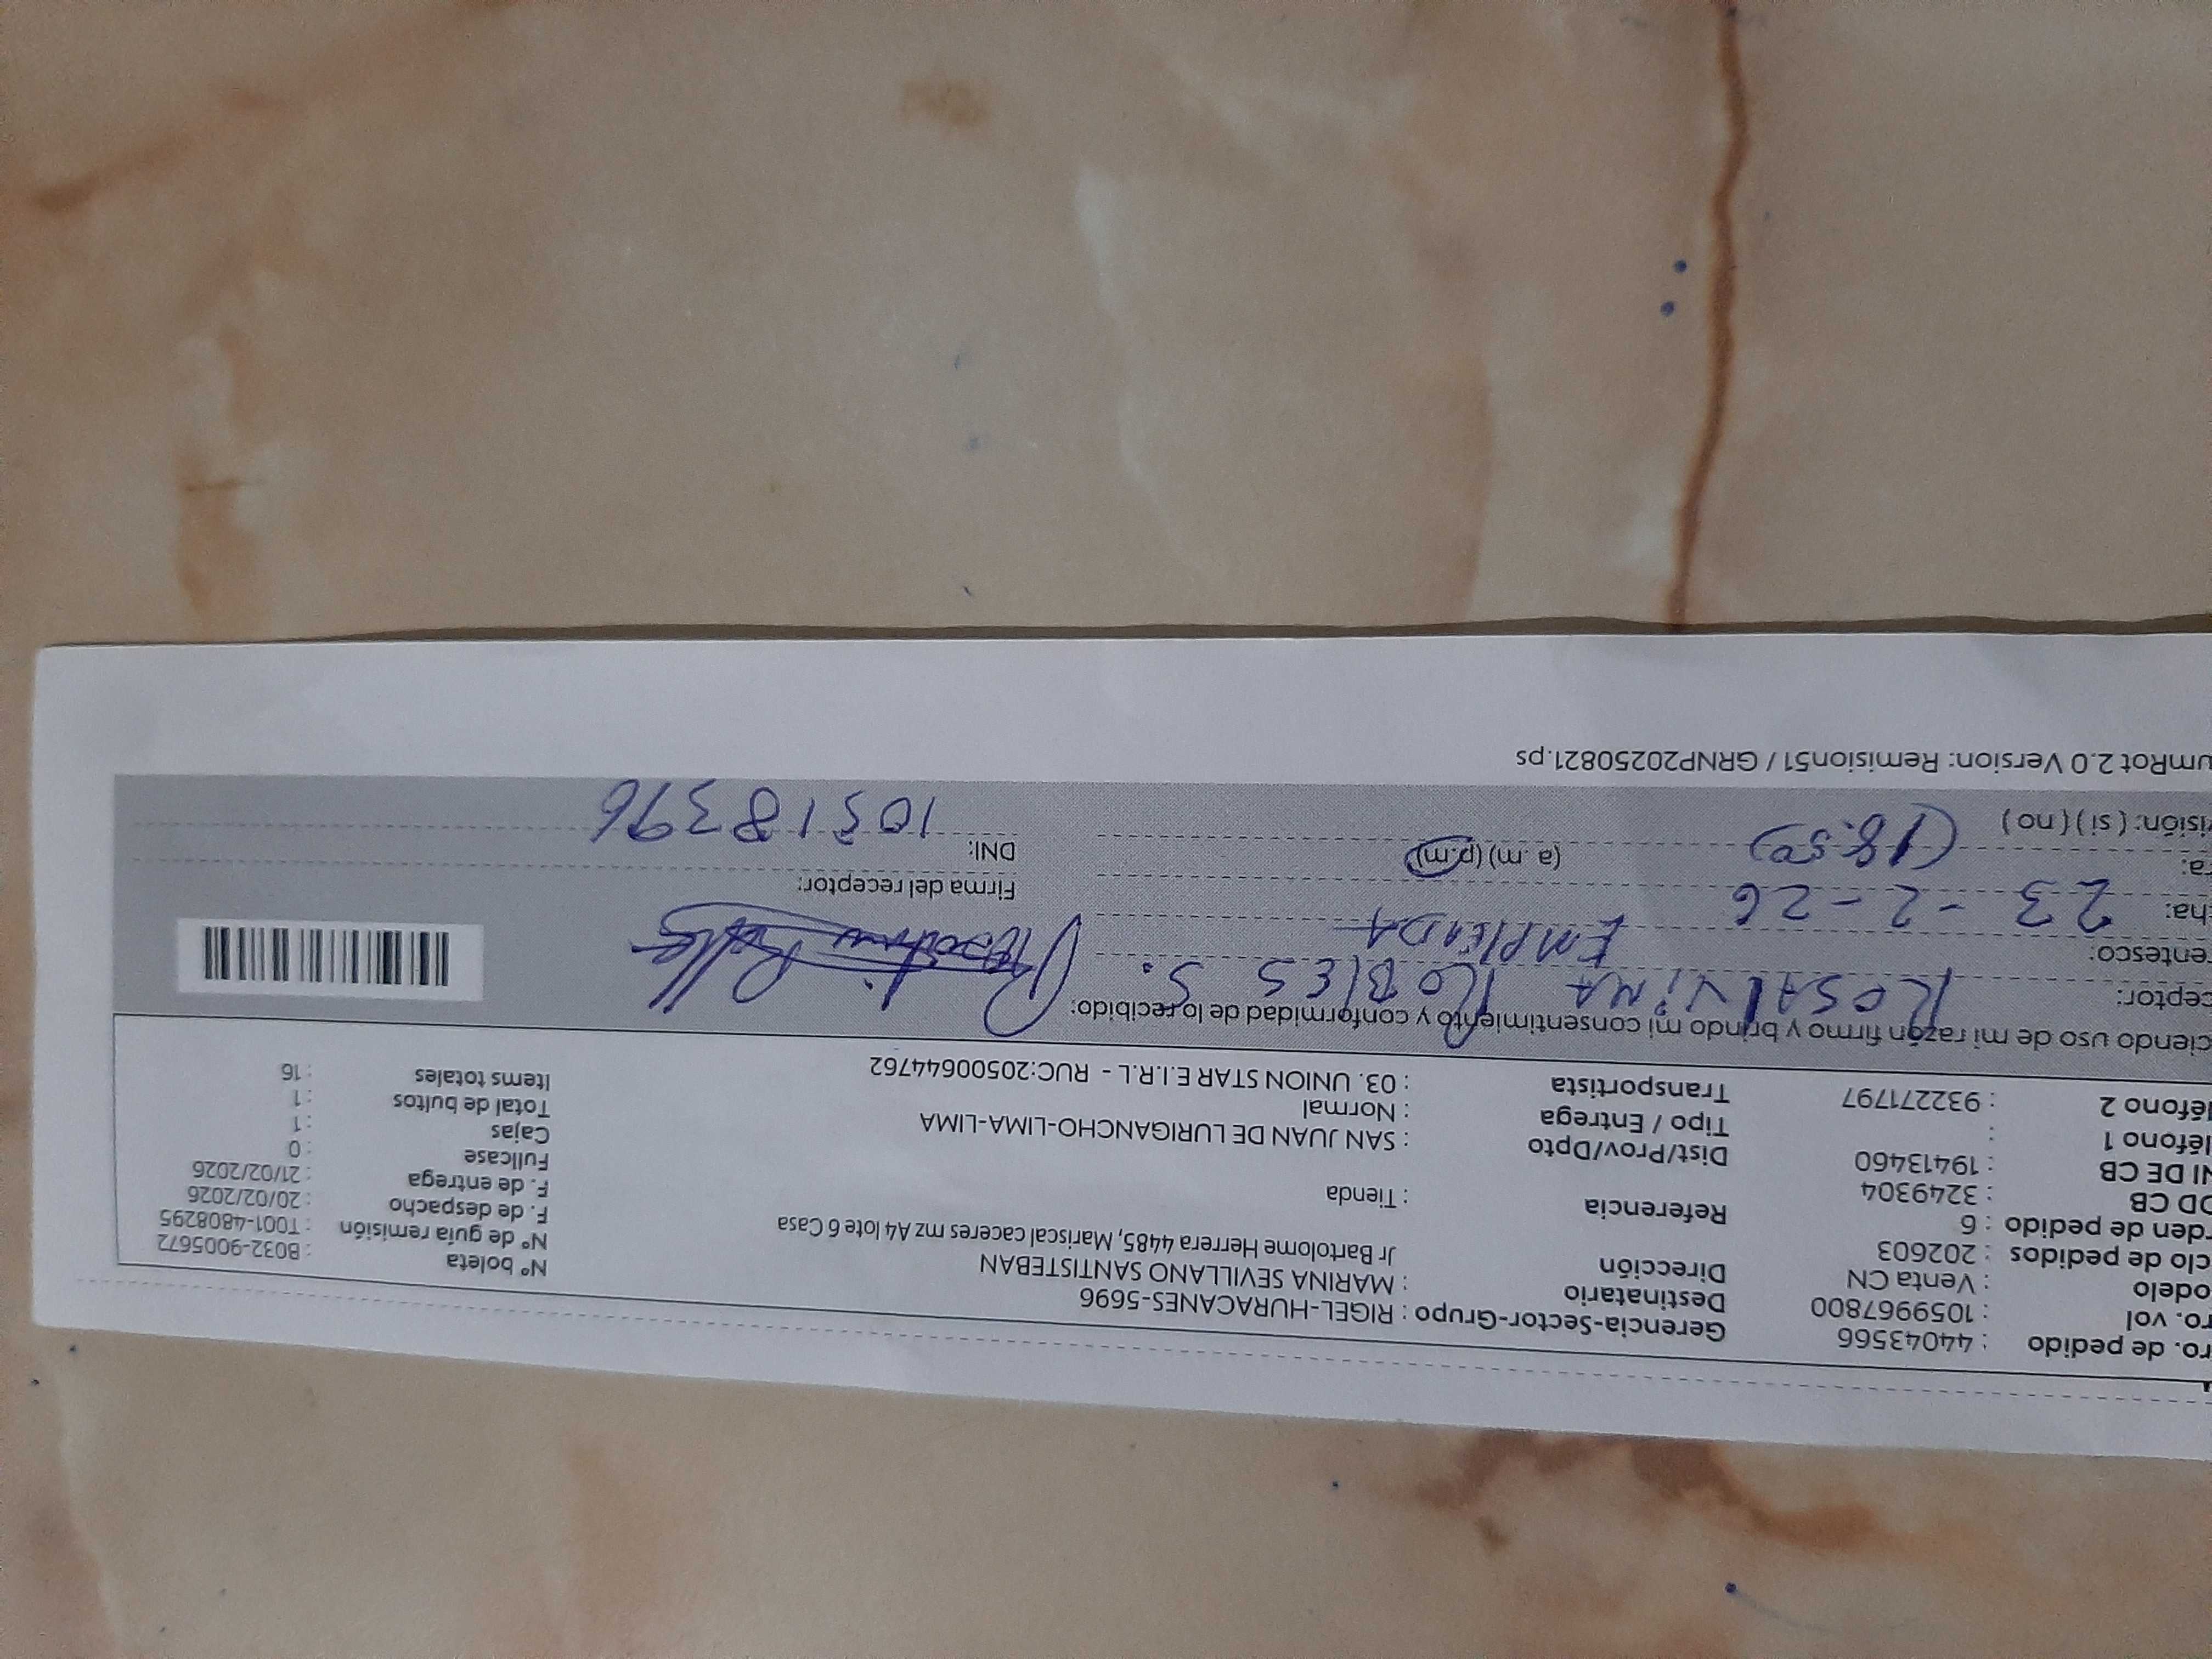 ro. de pedido : 44043566 Gerencia-Sector-Grupo : RIGEL-HURACANES-5696
ro. vol : 1059967800 Destinatario : MARINA SEVILLANO SANTISTEBAN Nº boleta : B032-9005672
odelo : Venta CN Dirección Jr Bartolome Herrera 4485, Mariscal caceres mz A4 lote 6 Casa Nº de guía remisión : T001-4808295
clo de pedidos : 202603 F. de despacho : 20/02/2026
rden de pedido : 6 Referencia : Tienda F. de entrega : 21/02/2026
OD CB : 3249304 Fullcase : 0
NI DE CB : 19413460 Dist/Prov/Dpto : SAN JUAN DE LURIGANCHO-LIMA-LIMA Cajas : 1
léfono 1 : Tipo / Entrega : Normal Total de bultos : 1
léfono 2 : 932271797 Transportista : 03. UNION STAR E.I.R.L - RUC:20500644762 Items totales : 16
ciendo uso de mi razón firmo y brindo mi consentimiento y conformidad de lo recibido:
ceptor: ROSALVINA ROBLES S.
entesco: EMPLEADA
cha: 23 - 2 - 26 Firma del receptor:
ra: (18:50) (a. m) (p.m) DNI: 10518396
isión: ( si ) ( no )
umRot 2.0 Version: Remision51 / GRNP20250821.ps